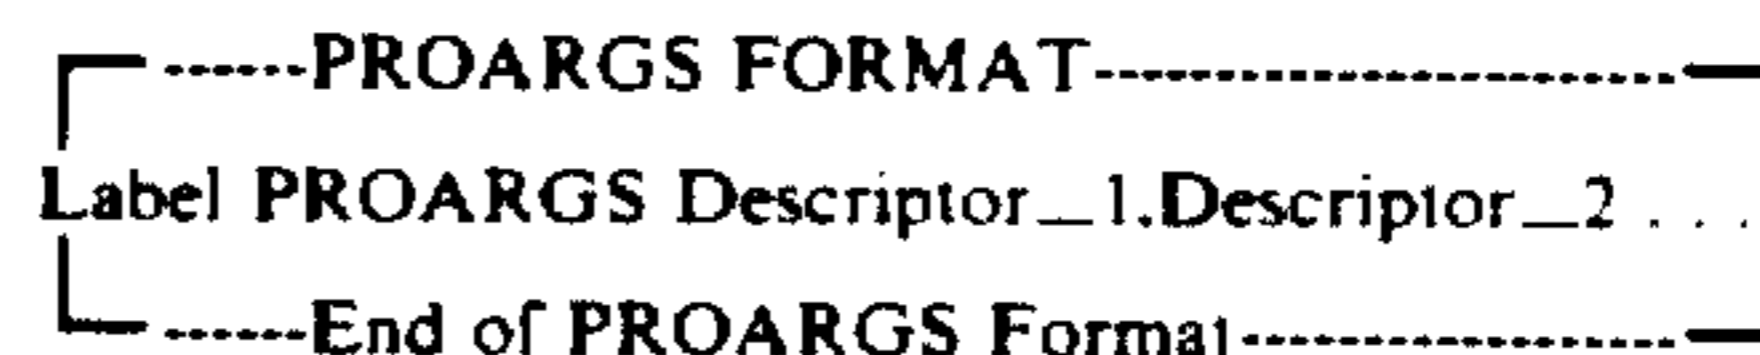 ------PROARGS FORMAT------------------------
Label PROARGS Descriptor_1.Descriptor_2 . . .
------End of PROARGS Format------------------